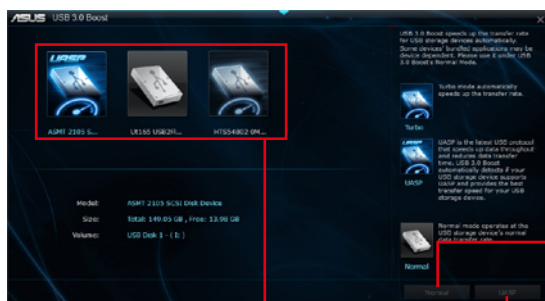 ASUS USB 3.0 Boost
USB 3.0 Boost speeds up the transfer rate
for USB storage devices automatically.
Some devices' bundled applications may be
device dependent. Please use it under USB
3.0 Boost's Normal Mode.
UASP
ASMT 2105 S...
Ut165 USB2Fl...
HTS54802 0M...
Turbo mode automatically
speeds up the transfer rate.
Turbo
UASP is the latest USB protocol
that speeds up data throughout
and reduces data transfer
time. USB 3.0 Boost
automatically detects if your
USB storage device supports
UASP and provides the best
transfer speed for your USB
storage device.
UASP
Model: ASMT 2105 SCSI Disk Device
Size: Total: 149.05 GB , Free: 13.98 GB
Volume: USB Disk 1 - ( I: )
Normal mode operates at the
USB storage device's normal
data transfer rate.
Normal
Normal
UASP